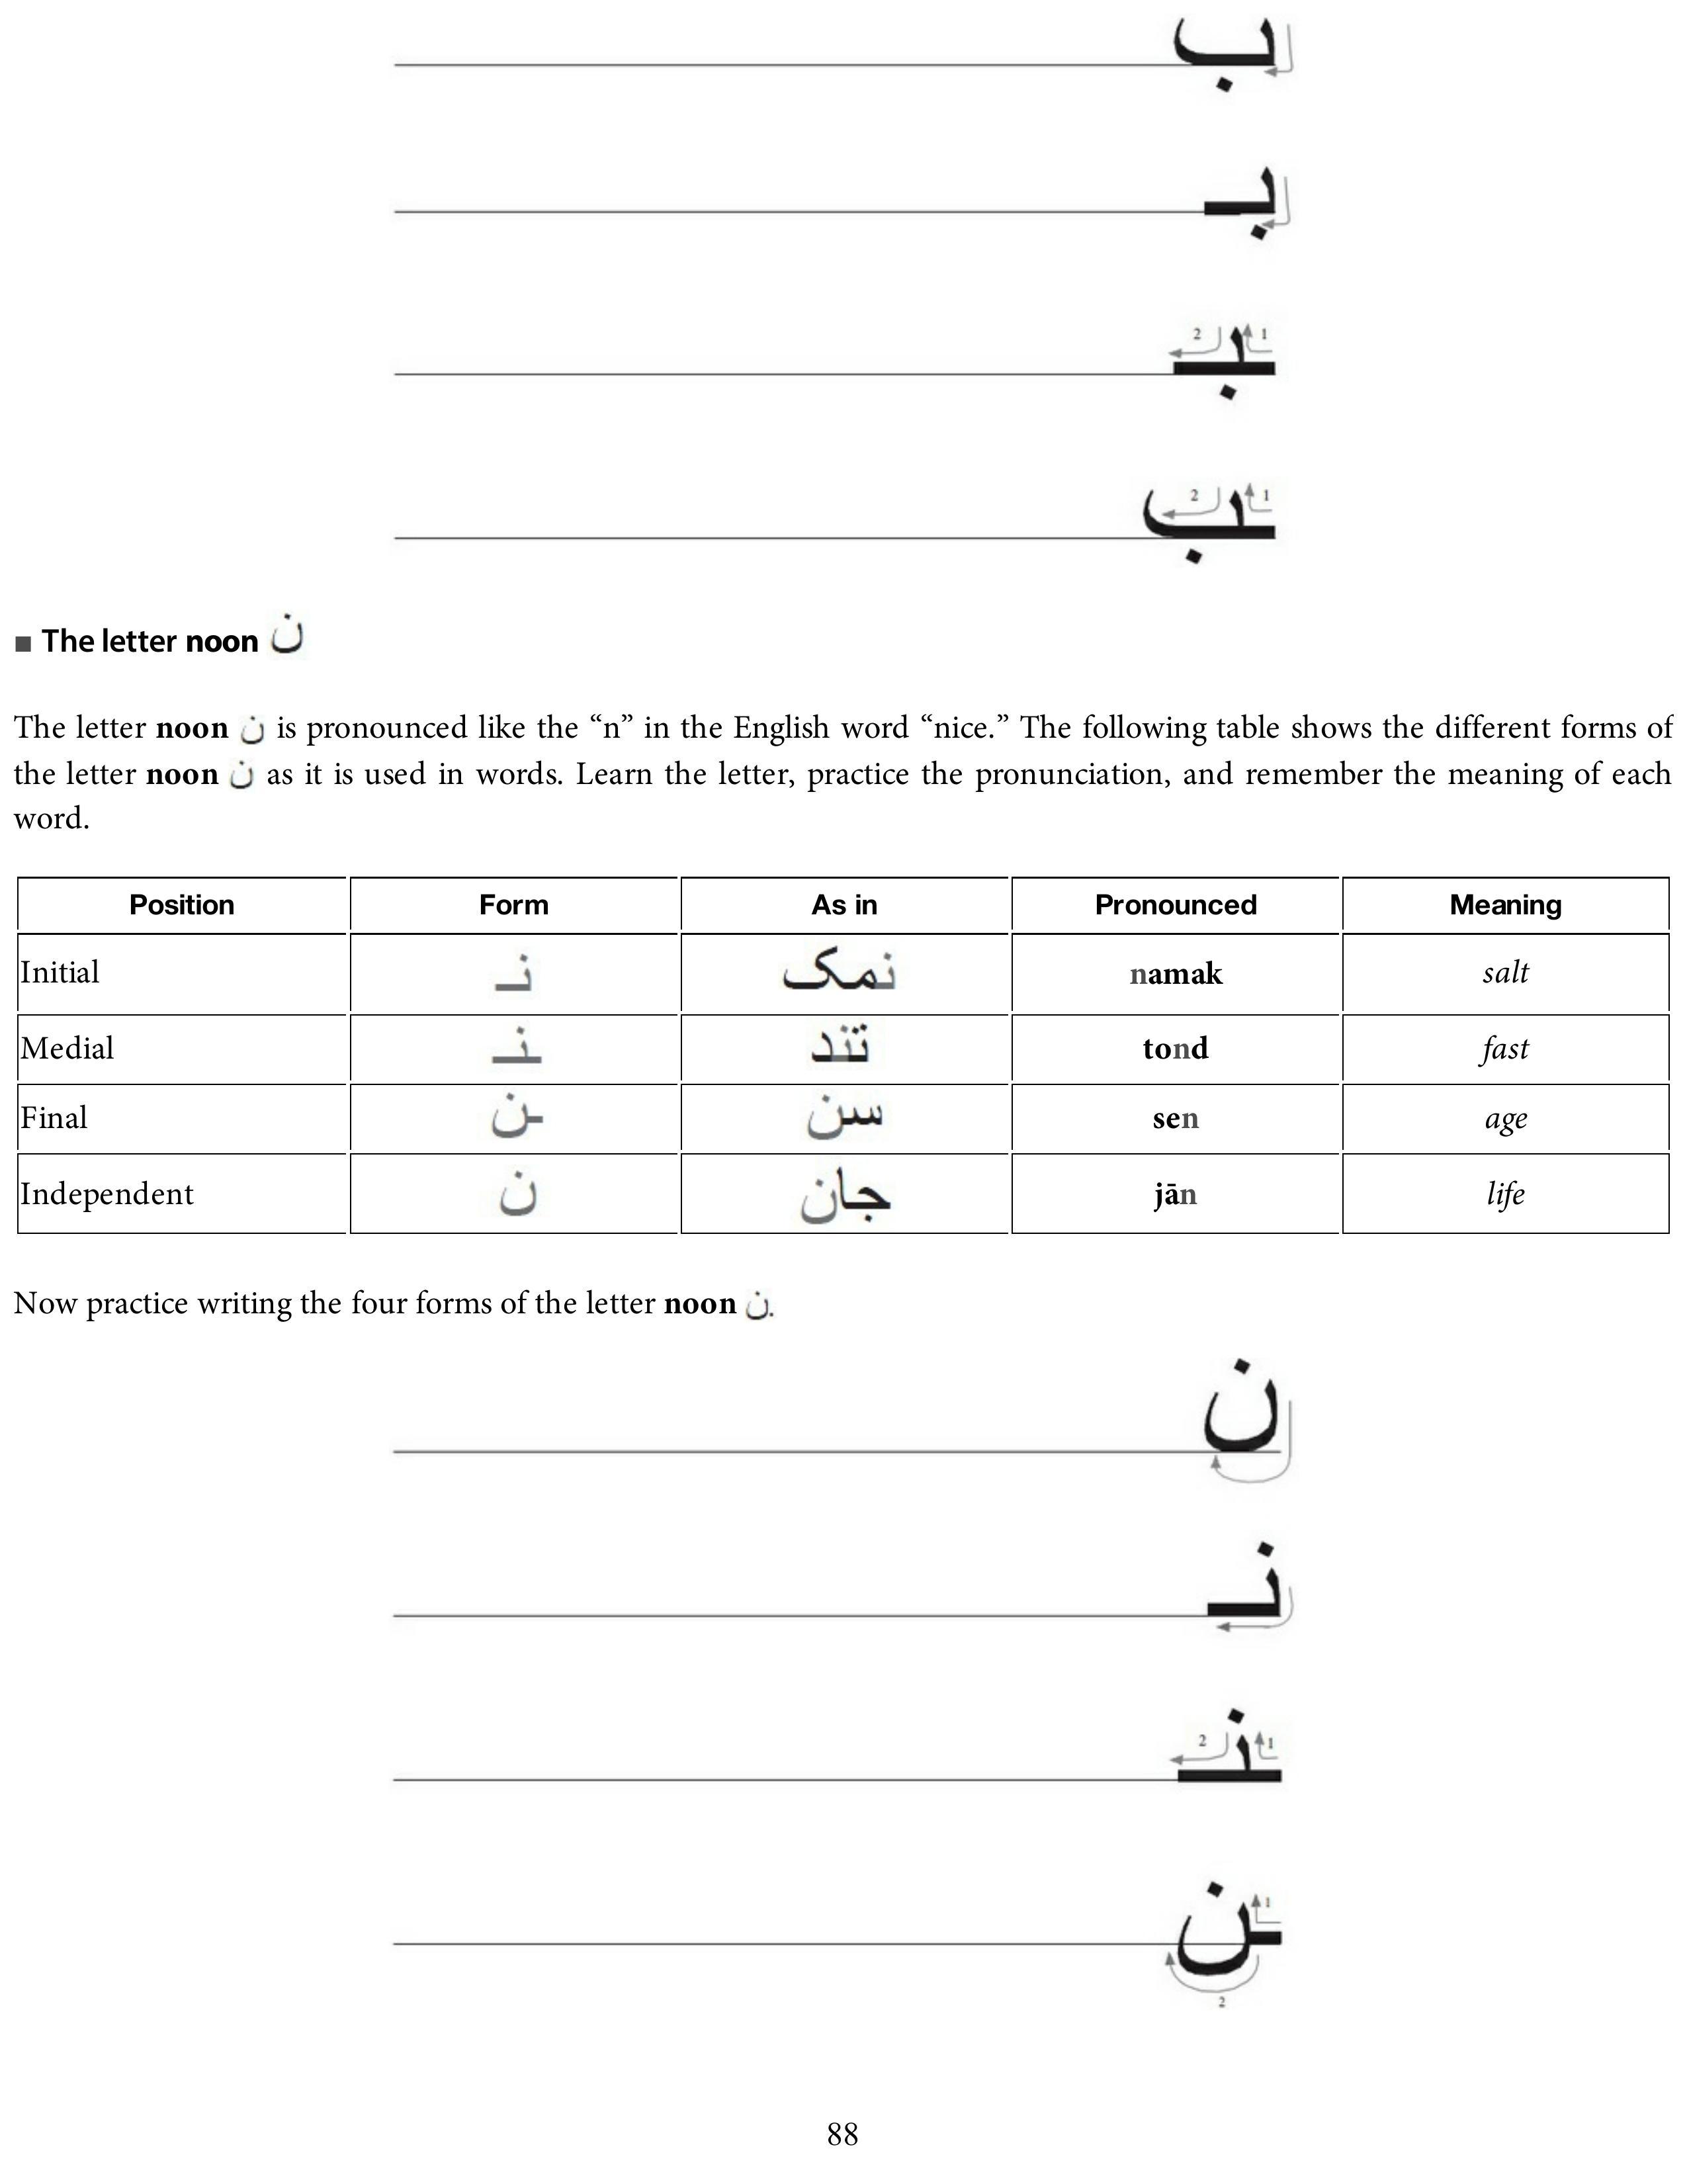 ب
بـ
2 1
ـبـ
2 1
ـب
■ The letter noon ن
The letter noon ن is pronounced like the “n” in the English word “nice.” The following table shows the different forms of
the letter noon ن as it is used in words. Learn the letter, practice the pronunciation, and remember the meaning of each
word.
Position Form As in Pronounced Meaning
Initial نـ نمک namak salt
Medial ـنـ تند tond fast
Final ـن سن sen age
Independent ن جان jān life
Now practice writing the four forms of the letter noon ن.
ن
نـ
2 1
ـنـ
1
ـن
2
88